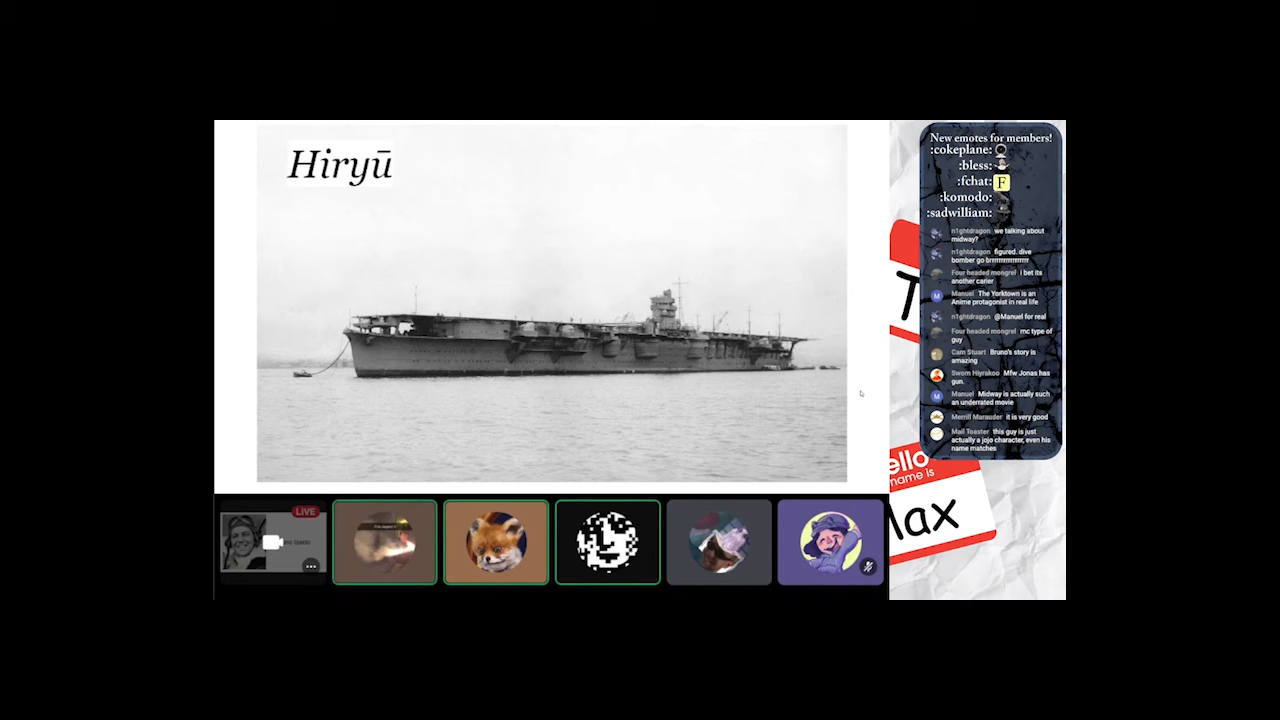 Hiryū
New emotes for members!
:cokeplane:
:bless:
:fchat: F
:komodo:
:sadwilliam:
n1ghtdragon we talking about
midway?
n1ghtdragon figured. dive
bomber go brrrrrrrrrrrrrrrrr
Four headed mongrel i bet its
another carier
M
Manuel The Yorktown is an
Anime protagonist in real life
n1ghtdragon @Manuel for real
Four headed mongrel mc type of
guy
Cam Stuart Bruno's story is
amazing
Sworn Hiyrakoo Mfw Jonas has
gun.
M
Manuel Midway is actually such
an underrated movie
Merrill Marauder it is very good
Mail Toaster this guy is just
actually a jojo character, even his
name matches
T
ello
name is
Max
LIVE